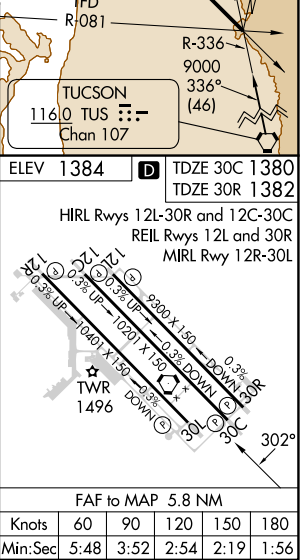 R-081
R-336
9000
336°
(46)
TUCSON
116.0 TUS
Chan 107
ELEV 1384
D
TDZE 30C 1380
TDZE 30R 1382
HIRL Rwys 12L-30R and 12C-30C
REIL Rwys 12L and 30R
MIRL Rwy 12R-30L
12R
12C
12L
P
P
P
0.3% UP
0.3% UP
0.3% UP
9300 X 150
10201 X 150
10401 X 150
0.3% DOWN
0.3% DOWN
0.3%
DOWN
TWR
1496
P
P
P
30R
30C
30L
302°
FAF to MAP 5.8 NM
Knots 60 90 120 150 180
Min:Sec 5:48 3:52 2:54 2:19 1:56